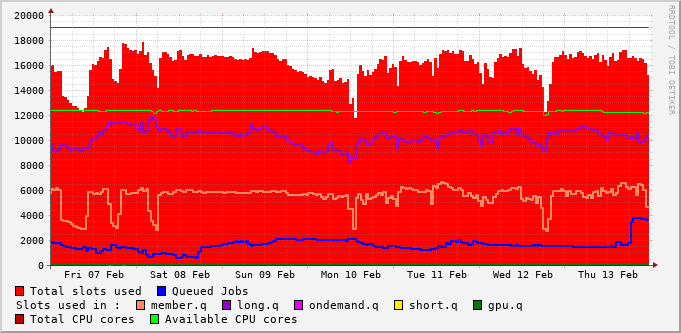 20000
18000
16000
14000
12000
10000
8000
6000
4000
2000
0
Fri 07 Feb Sat 08 Feb Sun 09 Feb Mon 10 Feb Tue 11 Feb Wed 12 Feb Thu 13 Feb
RRDTOOL / TOBI OETIKER
Total slots used Queued Jobs
Slots used in : member.q long.q ondemand.q short.q gpu.q
Total CPU cores Available CPU cores